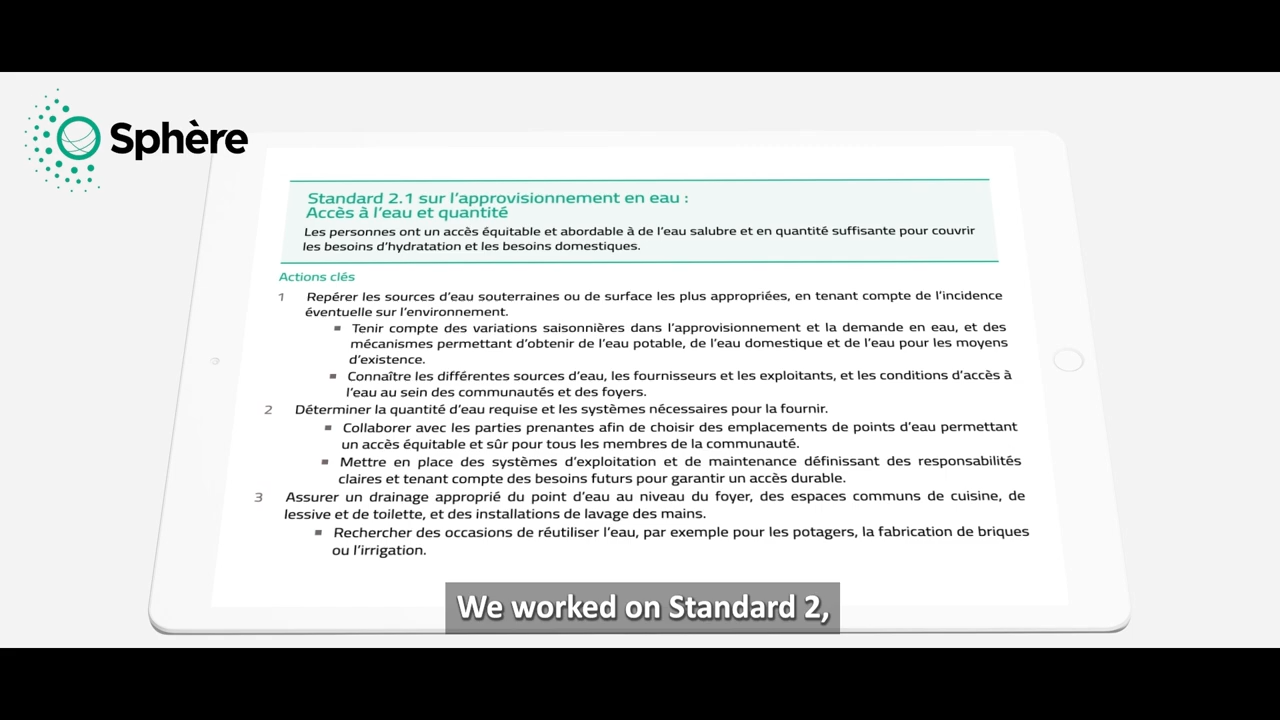 Sphère
Standard 2.1 sur l'approvisionnement en eau :
Accès à l'eau et quantité
Les personnes ont un accès équitable et abordable à de l'eau salubre et en quantité suffisante pour couvrir
les besoins d'hydratation et les besoins domestiques.
Actions clés
1 Repérer les sources d'eau souterraines ou de surface les plus appropriées, en tenant compte de l'incidence
éventuelle sur l'environnement.
▪ Tenir compte des variations saisonnières dans l'approvisionnement et la demande en eau, et des
mécanismes permettant d'obtenir de l'eau potable, de l'eau domestique et de l'eau pour les moyens
d'existence.
▪ Connaître les différentes sources d'eau, les fournisseurs et les exploitants, et les conditions d'accès à
l'eau au sein des communautés et des foyers.
2 Déterminer la quantité d'eau requise et les systèmes nécessaires pour la fournir.
▪ Collaborer avec les parties prenantes afin de choisir des emplacements de points d'eau permettant
un accès équitable et sûr pour tous les membres de la communauté.
▪ Mettre en place des systèmes d'exploitation et de maintenance définissant des responsabilités
claires et tenant compte des besoins futurs pour garantir un accès durable.
3 Assurer un drainage approprié du point d'eau au niveau du foyer, des espaces communs de cuisine, de
lessive et de toilette, et des installations de lavage des mains.
▪ Rechercher des occasions de réutiliser l'eau, par exemple pour les potagers, la fabrication de briques
ou l'irrigation.
We worked on Standard 2,